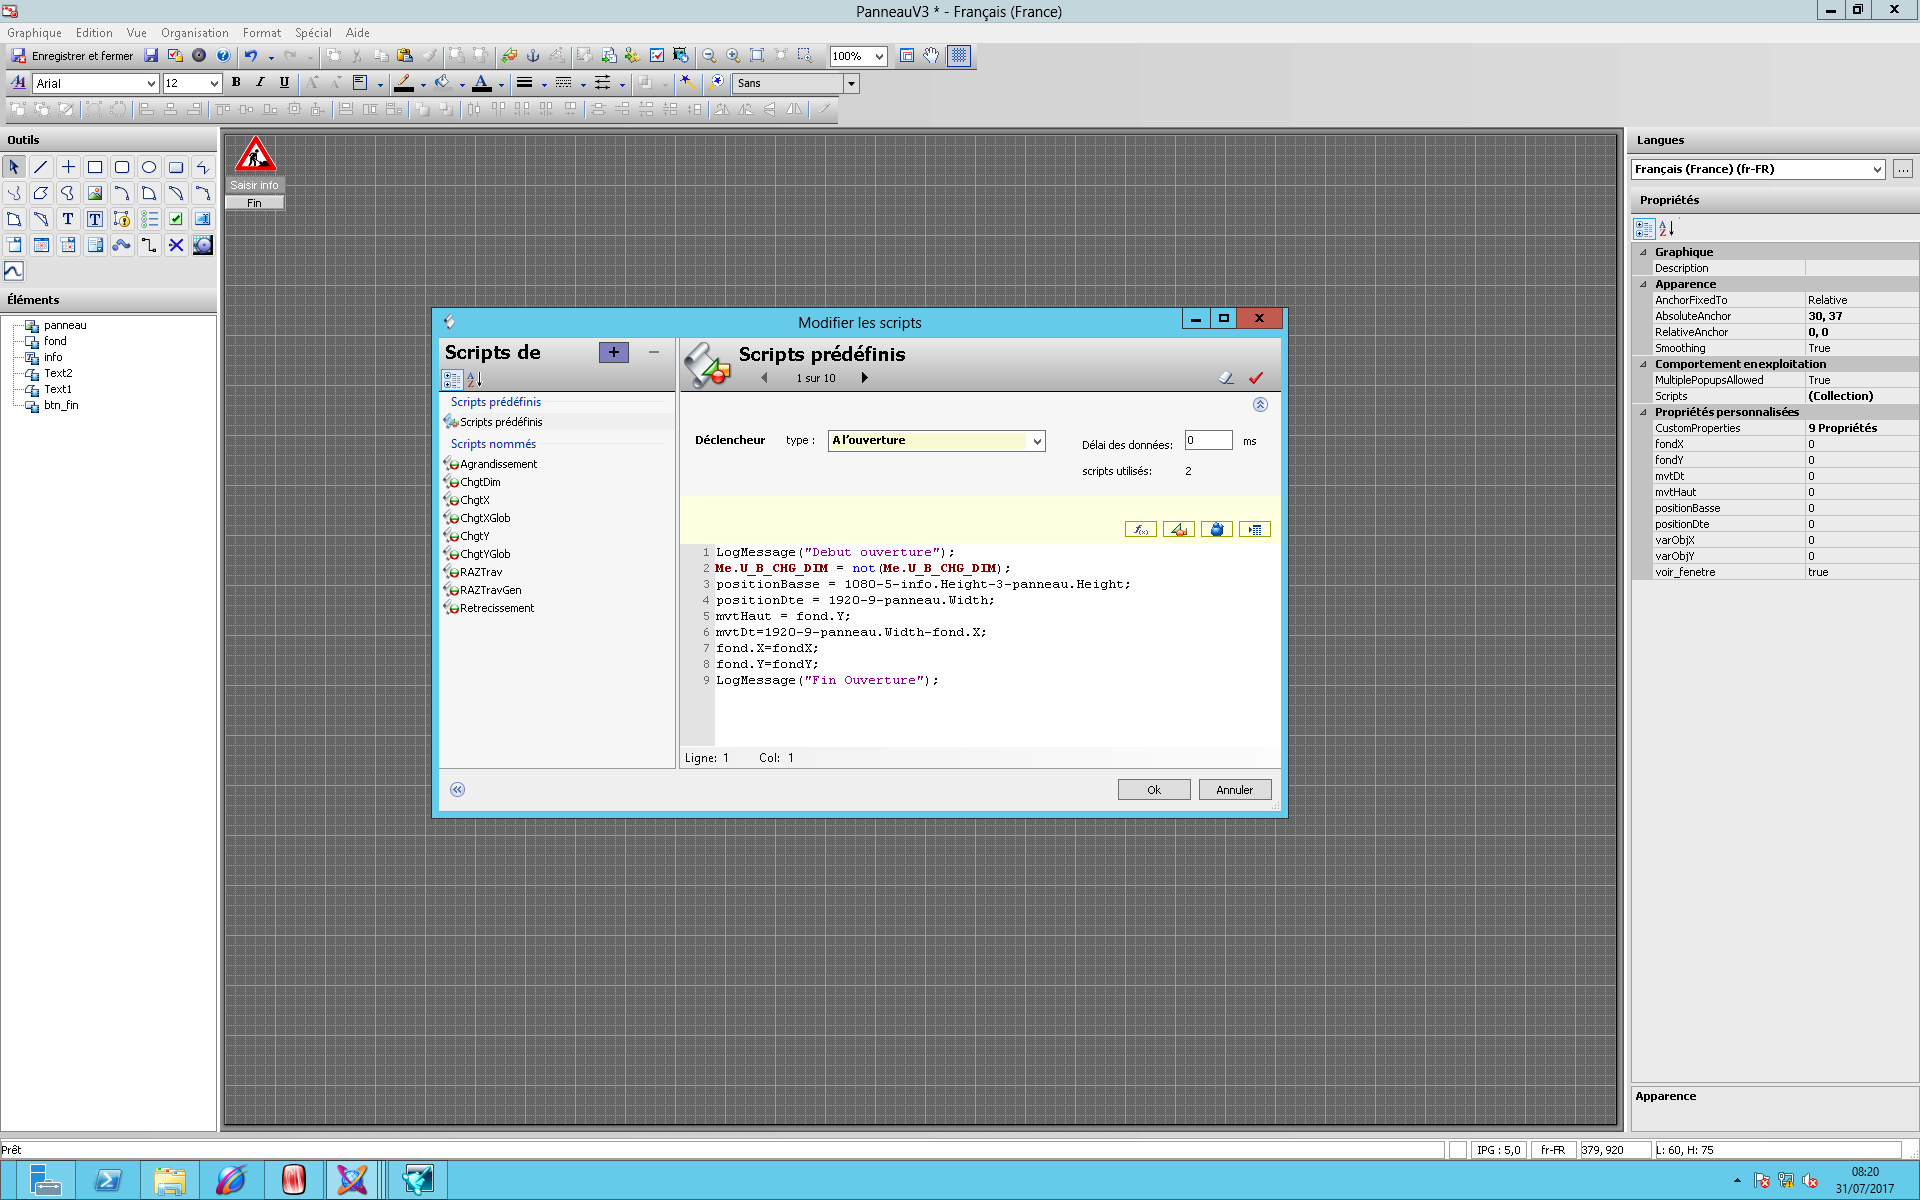 PanneauV3 * - Français (France)
Graphique Edition Vue Organisation Format Spécial Aide
Enregistrer et fermer 100%
Arial 12 B I U Sans
Outils
Saisir info
Fin
Éléments
panneau
fond
info
Text2
Text1
btn_fin
Modifier les scripts
Scripts de
Scripts prédéfinis
Scripts prédéfinis
Scripts nommés
Agrandissement
ChgtDim
ChgtX
ChgtXGlob
ChgtY
ChgtYGlob
RAZTrav
RAZTravGen
Retrecissement
Scripts prédéfinis
1 sur 10
Déclencheur type : A l'ouverture
Délai des données: 0 ms
scripts utilisés: 2
1 LogMessage("Debut ouverture");
2 Me.U_B_CHG_DIM = not(Me.U_B_CHG_DIM);
3 positionBasse = 1080-5-info.Height-3-panneau.Height;
4 positionDte = 1920-9-panneau.Width;
5 mvtHaut = fond.Y;
6 mvtDt=1920-9-panneau.Width-fond.X;
7 fond.X=fondX;
8 fond.Y=fondY;
9 LogMessage("Fin Ouverture");
Ligne: 1 Col: 1
Ok Annuler
Langues
Français (France) (fr-FR) ...
Propriétés
Graphique
Description
Apparence
AnchorFixedTo Relative
AbsoluteAnchor 30, 37
RelativeAnchor 0, 0
Smoothing True
Comportement en exploitation
MultiplePopupsAllowed True
Scripts (Collection)
Propriétés personnalisées
CustomProperties 9 Propriétés
fondX 0
fondY 0
mvtDt 0
mvtHaut 0
positionBasse 0
positionDte 0
varObjX 0
varObjY 0
voir_fenetre true
Apparence
Prêt IPG : 5,0 fr-FR 379, 920 L: 60, H: 75
08:20
31/07/2017